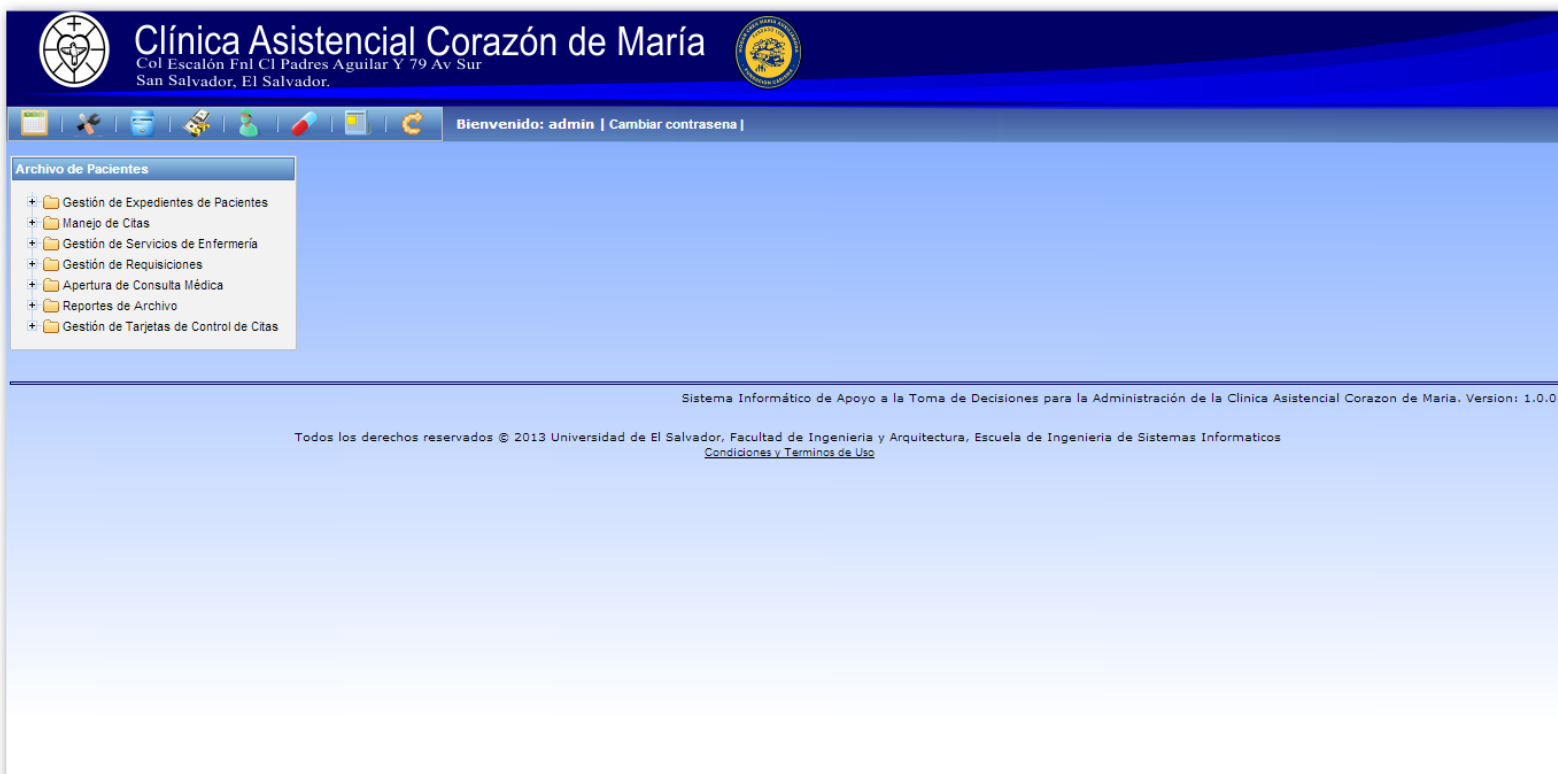 Clínica Asistencial Corazón de María
Col Escalón Fnl Cl Padres Aguilar Y 79 Av Sur
San Salvador, El Salvador.
Bienvenido: admin | Cambiar contrasena |
Archivo de Pacientes
Gestión de Expedientes de Pacientes
Manejo de Citas
Gestión de Servicios de Enfermería
Gestión de Requisiciones
Apertura de Consulta Médica
Reportes de Archivo
Gestión de Tarjetas de Control de Citas
Sistema Informático de Apoyo a la Toma de Decisiones para la Administración de la Clinica Asistencial Corazon de Maria. Version: 1.0.0
Todos los derechos reservados © 2013 Universidad de El Salvador, Facultad de Ingenieria y Arquitectura, Escuela de Ingenieria de Sistemas Informaticos
Condiciones y Terminos de Uso